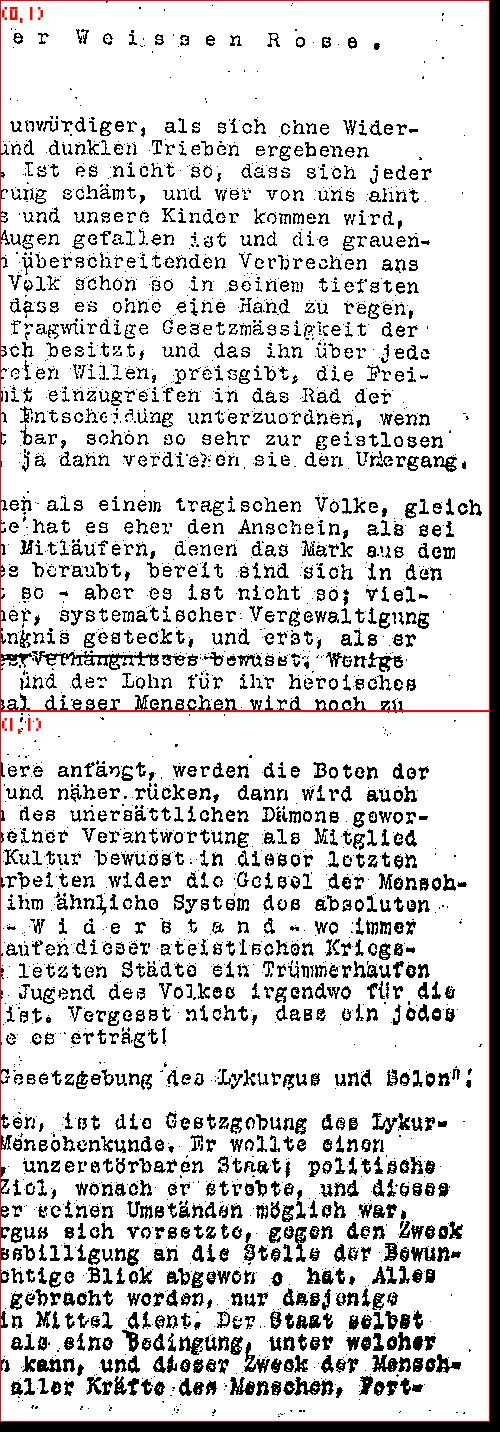 (0,1)
er Weissen Rose.
unwürdiger, als sich ohne Wider-
und dunklen Trieben ergebenen
. Ist es nicht so, dass sich jeder
rung schämt, und wer von uns ahnt
s und unsere Kinder kommen wird,
Augen gefallen ist und die grauen-
n überschreitenden Verbrechen ans
Volk schon so in seinem tiefsten
dass es ohne eine Hand zu regen,
fragwürdige Gesetzmässigkeit der
sch besitzt, und das ihn über jede
reien Willen, preisgibt, die Frei-
mit einzugreifen in das Rad der
n Entscheidung unterzuordnen, wenn
t bar, schon so sehr zur geistlosen
, ja dann verdienen sie den Untergang.
hen als einem tragischen Volke, gleich
te hat es eher den Anschein, als sei
n Mitläufern, denen das Mark aus dem
es beraubt, bereit sind sich in den
t so - aber es ist nicht so; viel-
mer, systematischer Vergewaltigung
ängnis gesteckt, und erst, als er
es Verhängnisses bewusst. Wenige
und der Lohn für ihr heroisches
sal dieser Menschen wird noch zu
(1,1)
dere anfängt, werden die Boten der
und näher rücken, dann wird auch
n des unersättlichen Dämons gewor-
seiner Verantwortung als Mitglied
Kultur bewusst in dieser letzten
arbeiten wider die Geisel der Mensch-
ihm ähnliche System des absoluten
- Widerstand - wo immer
aufen dieser ateistischen Kriegs-
e letzten Städte ein Trümmerhaufen
e Jugend des Volkes irgendwo für die
ist. Vergesst nicht, dass ein jedes
e es erträgt!
Gesetzgebung des Lykurgus und Solon":
ten, ist die Gestzgebung des Lykur-
Menschenkunde. Er wollte einen
, unzerstörbaren Staat; politische
Ziel, wonach er strebte, und dieses
er seinen Umständen möglich war.
rgus sich vorsetzte, gegen den Zweck
ssbilligung an die Stelle der Bewun-
chtige Blick abgewon e hat. Alles
gebracht werden, nur dasjenige
in Mittel dient. Der Staat selbst
als eine Bedingung, unter welcher
n kann, und dieser Zweck der Mensch-
aller Kräfte des Menschen, Fort-